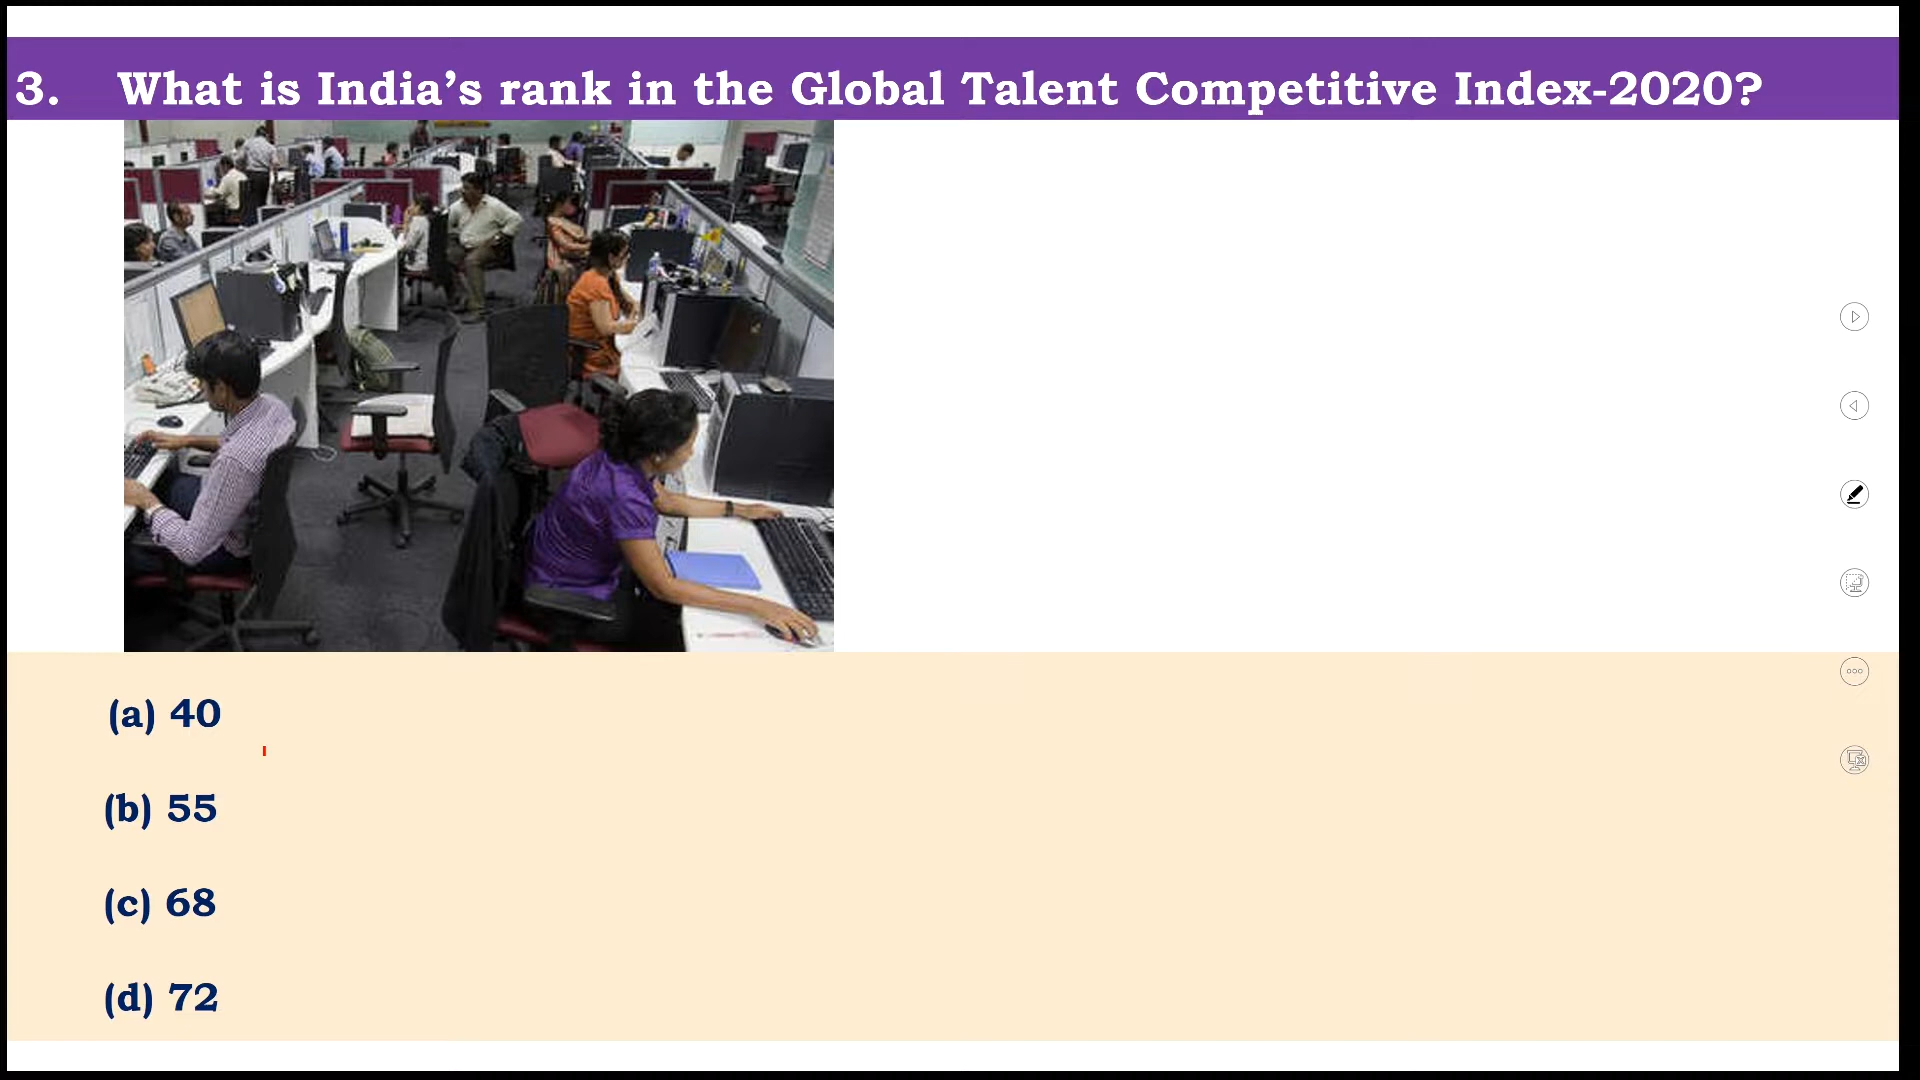 3. What is India’s rank in the Global Talent Competitive Index-2020?
(a) 40
(b) 55
(c) 68
(d) 72